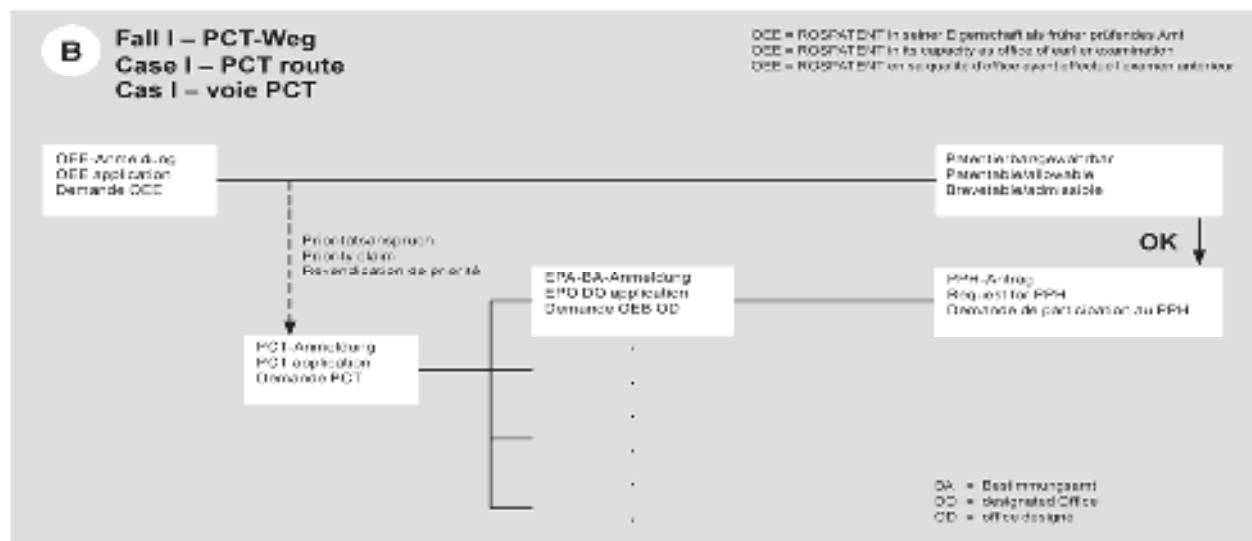 B
Fall I – PCT-Weg
Case I – PCT route
Cas I – voie PCT
OEE = ROSPATENT in seiner Eigenschaft als früher prüfendes Amt
OEE = ROSPATENT in its capacity as office of earlier examination
OEE = ROSPATENT en sa qualité d'office ayant effectué l'examen antérieur
OEE-Anmeldung
OEE application
Demande OEE
Patentierbar/gewährbar
Patentable/allowable
Brevetable/admissible
Prioritätsanspruch
Priority claim
Revendication de priorité
OK
EPA-BA-Anmeldung
EPO DO application
Demande OEB OD
PPH-Antrag
Request for PPH
Demande de participation au PPH
PCT-Anmeldung
PCT application
Demande PCT
BA = Bestimmungsamt
DO = designated Office
OD = office désigné